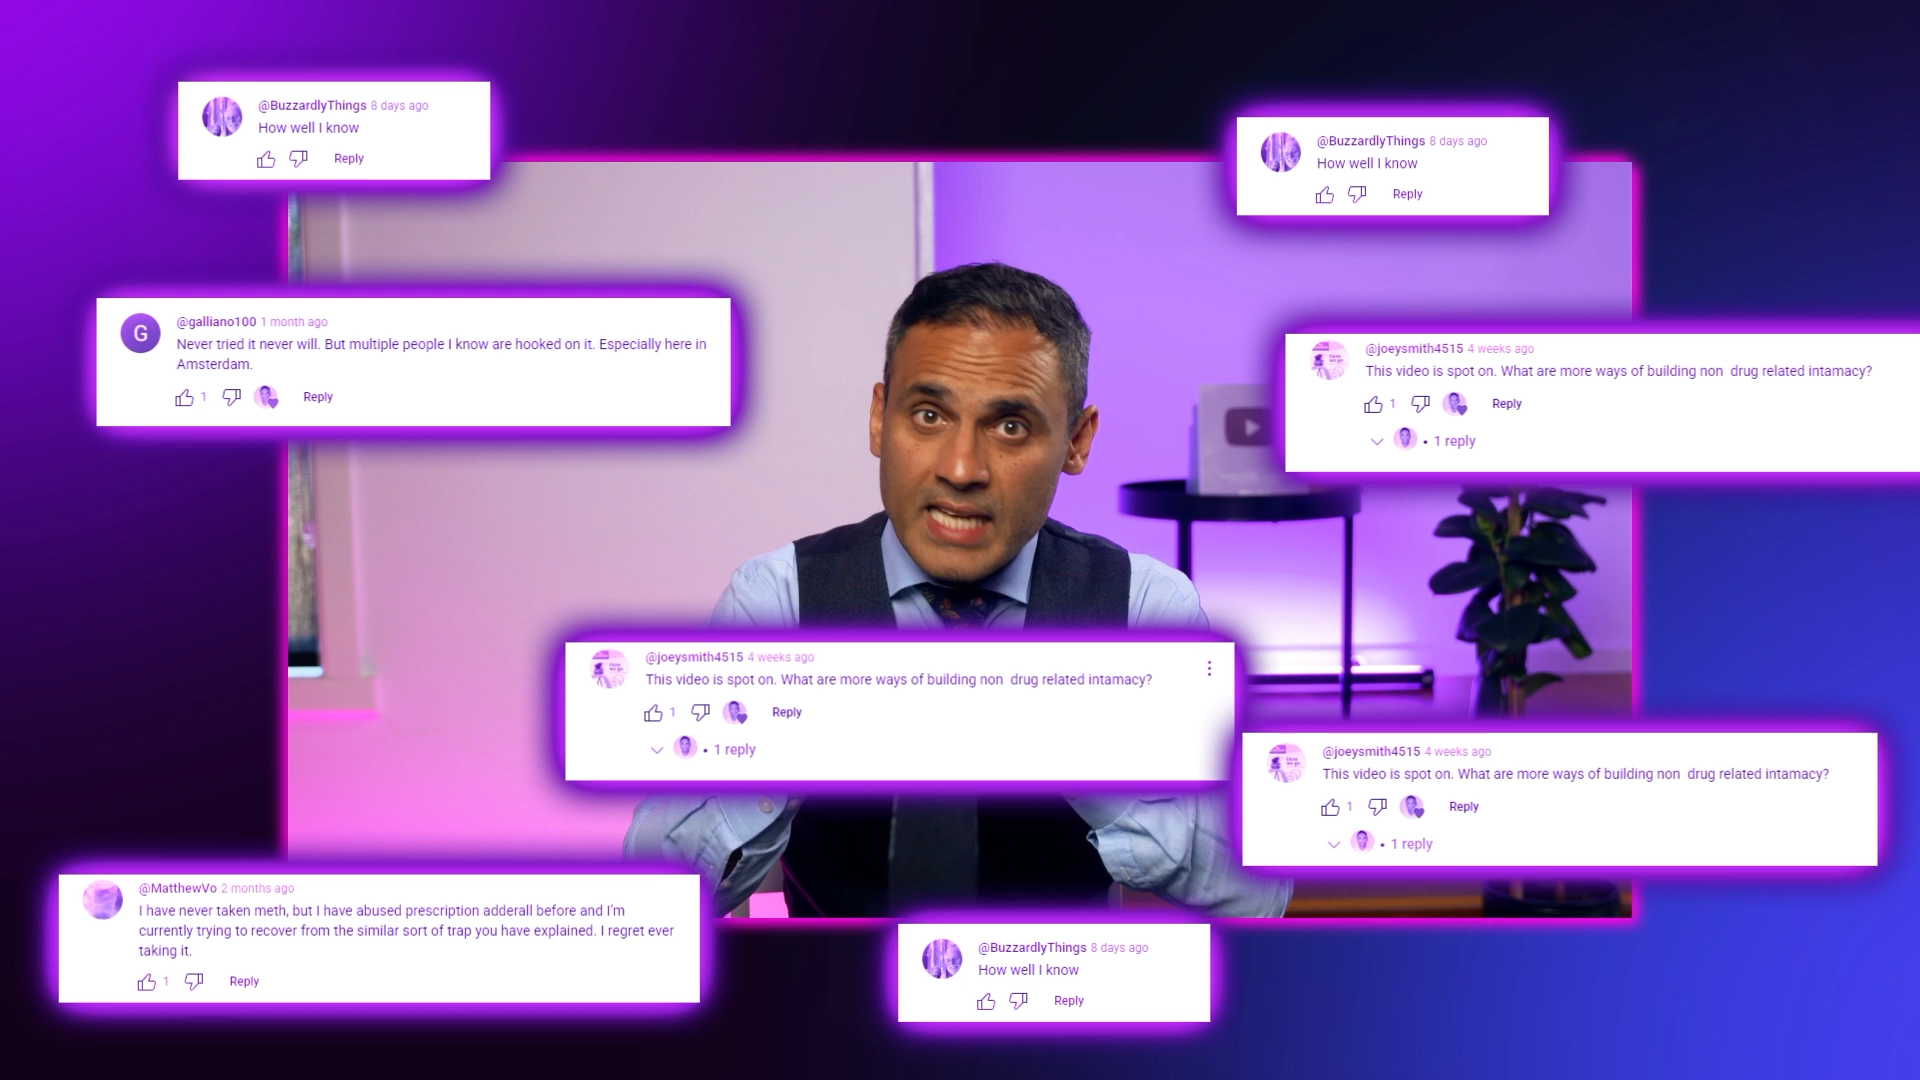 @BuzzardlyThings 8 days ago
How well I know
Reply
@BuzzardlyThings 8 days ago
How well I know
Reply
G
@galliano100 1 month ago
Never tried it never will. But multiple people I know are hooked on it. Especially here in
Amsterdam.
1 Reply
@joeysmith4515 4 weeks ago
This video is spot on. What are more ways of building non drug related intamacy?
1 Reply
• 1 reply
@joeysmith4515 4 weeks ago
This video is spot on. What are more ways of building non drug related intamacy?
1 Reply
• 1 reply
@joeysmith4515 4 weeks ago
This video is spot on. What are more ways of building non drug related intamacy?
1 Reply
• 1 reply
@MatthewVo 2 months ago
I have never taken meth, but I have abused prescription adderall before and I'm
currently trying to recover from the similar sort of trap you have explained. I regret ever
taking it.
1 Reply
@BuzzardlyThings 8 days ago
How well I know
Reply